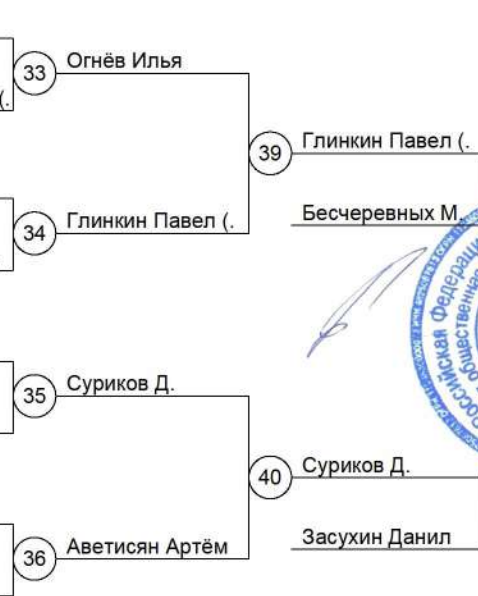 33
Огнёв Илья
(.
39
Глинкин Павел (.
34
Глинкин Павел (.
Бесчеревных М.
35
Суриков Д.
40
Суриков Д.
36
Аветисян Артём
Засухин Данил